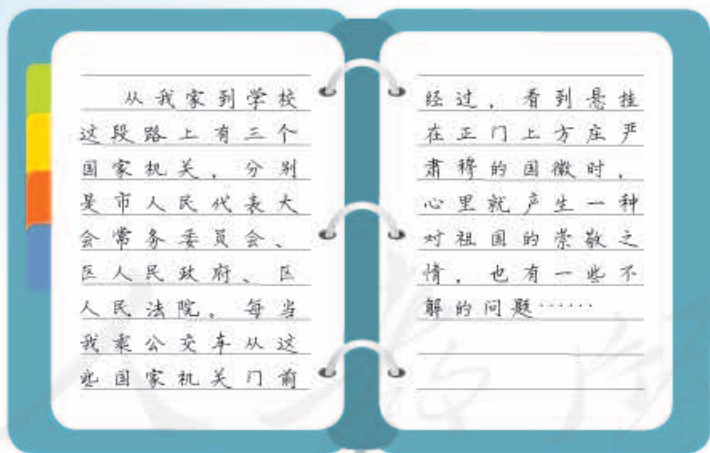 从我家到学校
这段路上有三个
国家机关，分别
是市人民代表大
会常务委员会、
区人民政府、区
人民法院。每当
我乘公交车从这
些国家机关门前
经过，看到悬挂
在正门上方庄严
肃穆的国徽时，
心里就产生一种
对祖国的崇敬之
情，也有一些不
解的问题……